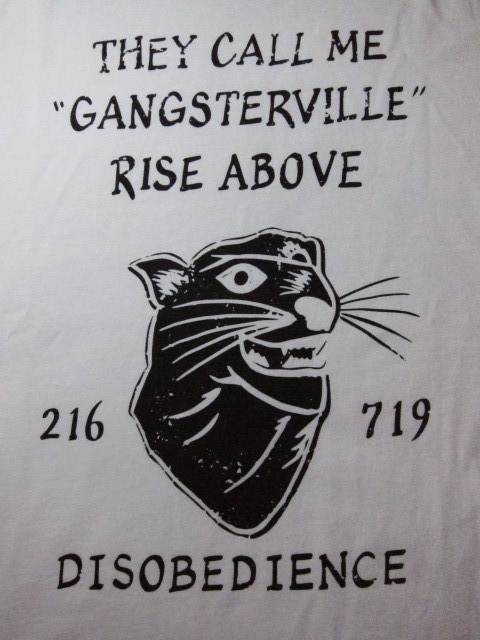 THEY CALL ME
"GANGSTERVILLE"
RISE ABOVE
216 719
DISOBEDIENCE